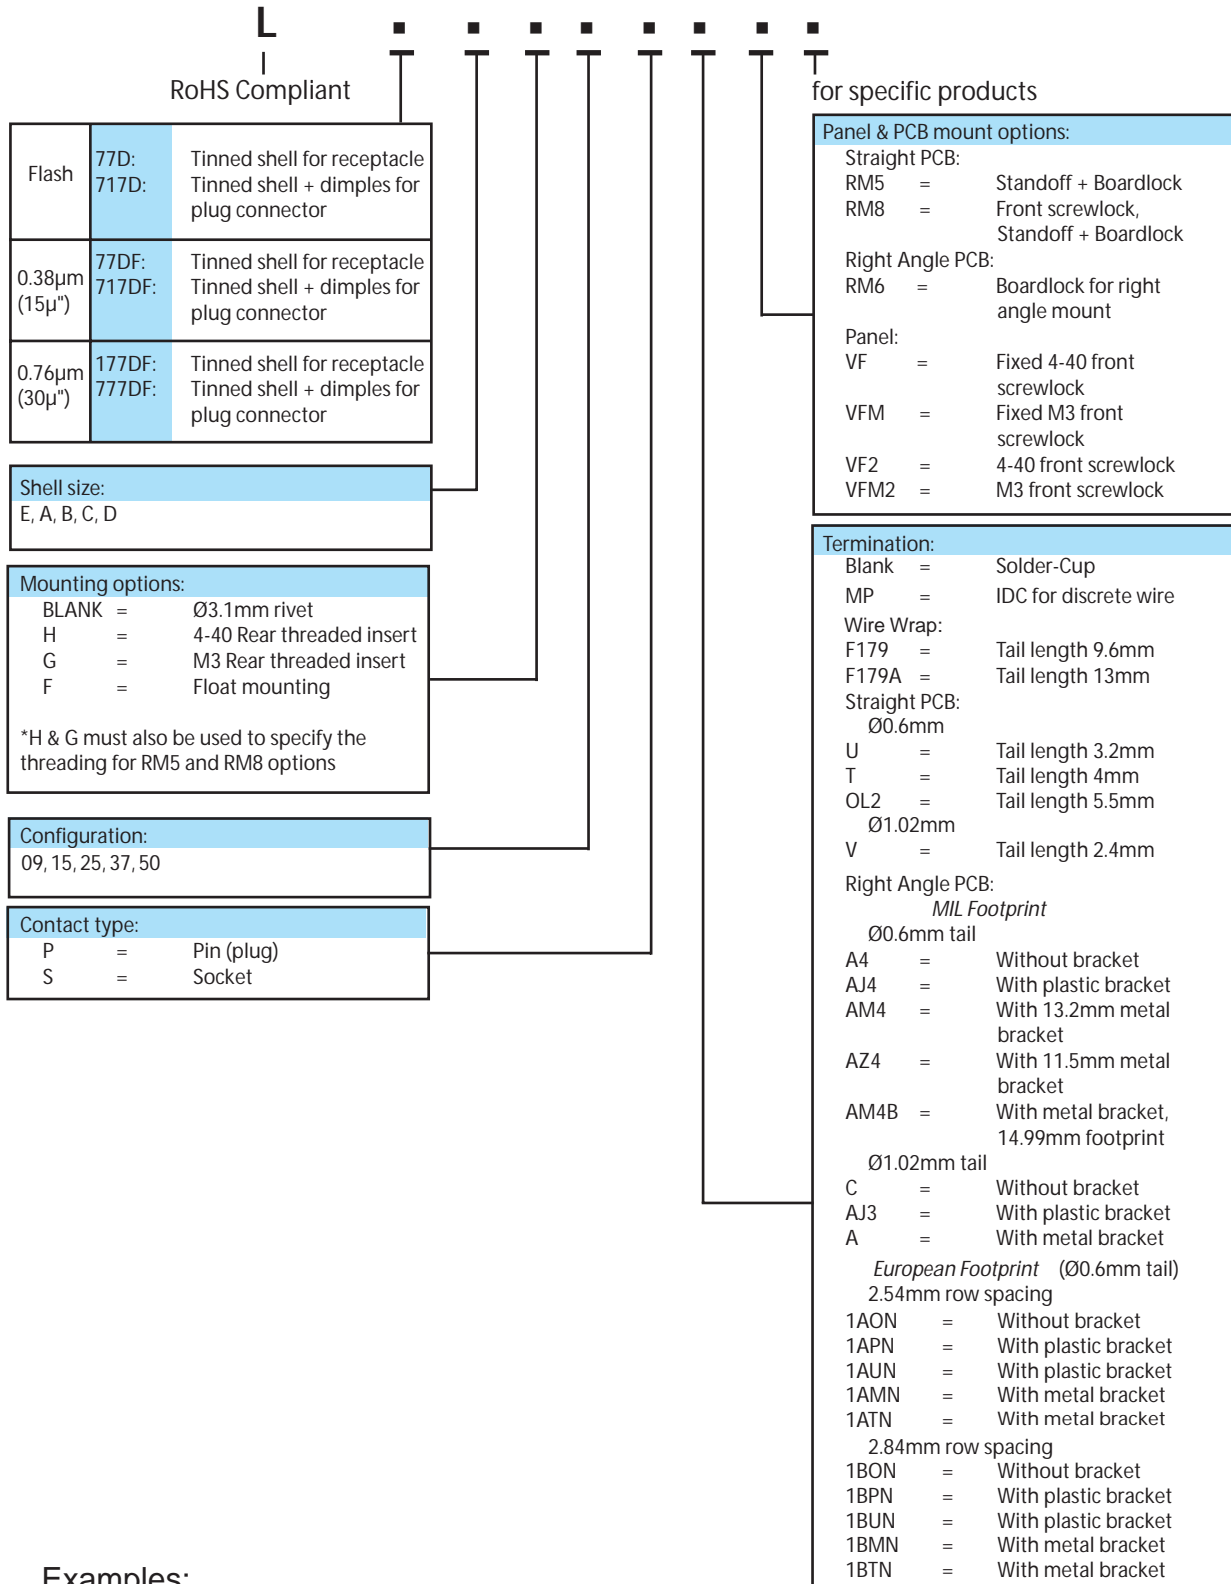 L
RoHS Compliant
for specific products
Flash
77D: Tinned shell for receptacle
717D: Tinned shell + dimples for
plug connector
0.38µm
(15µ")
77DF: Tinned shell for receptacle
717DF: Tinned shell + dimples for
plug connector
0.76µm
(30µ")
177DF: Tinned shell for receptacle
777DF: Tinned shell + dimples for
plug connector
Shell size:
E, A, B, C, D
Mounting options:
BLANK = Ø3.1mm rivet
H = 4-40 Rear threaded insert
G = M3 Rear threaded insert
F = Float mounting
*H & G must also be used to specify the
threading for RM5 and RM8 options
Configuration:
09, 15, 25, 37, 50
Contact type:
P = Pin (plug)
S = Socket
Panel & PCB mount options:
Straight PCB:
RM5 = Standoff + Boardlock
RM8 = Front screwlock,
Standoff + Boardlock
Right Angle PCB:
RM6 = Boardlock for right
angle mount
Panel:
VF = Fixed 4-40 front
screwlock
VFM = Fixed M3 front
screwlock
VF2 = 4-40 front screwlock
VFM2 = M3 front screwlock
Termination:
Blank = Solder-Cup
MP = IDC for discrete wire
Wire Wrap:
F179 = Tail length 9.6mm
F179A = Tail length 13mm
Straight PCB:
Ø0.6mm
U = Tail length 3.2mm
T = Tail length 4mm
OL2 = Tail length 5.5mm
Ø1.02mm
V = Tail length 2.4mm
Right Angle PCB:
MIL Footprint
Ø0.6mm tail
A4 = Without bracket
AJ4 = With plastic bracket
AM4 = With 13.2mm metal
bracket
AZ4 = With 11.5mm metal
bracket
AM4B = With metal bracket,
14.99mm footprint
Ø1.02mm tail
C = Without bracket
AJ3 = With plastic bracket
A = With metal bracket
European Footprint (Ø0.6mm tail)
2.54mm row spacing
1AON = Without bracket
1APN = With plastic bracket
1AUN = With plastic bracket
1AMN = With metal bracket
1ATN = With metal bracket
2.84mm row spacing
1BON = Without bracket
1BPN = With plastic bracket
1BUN = With plastic bracket
1BMN = With metal bracket
1BTN = With metal bracket
Examples: